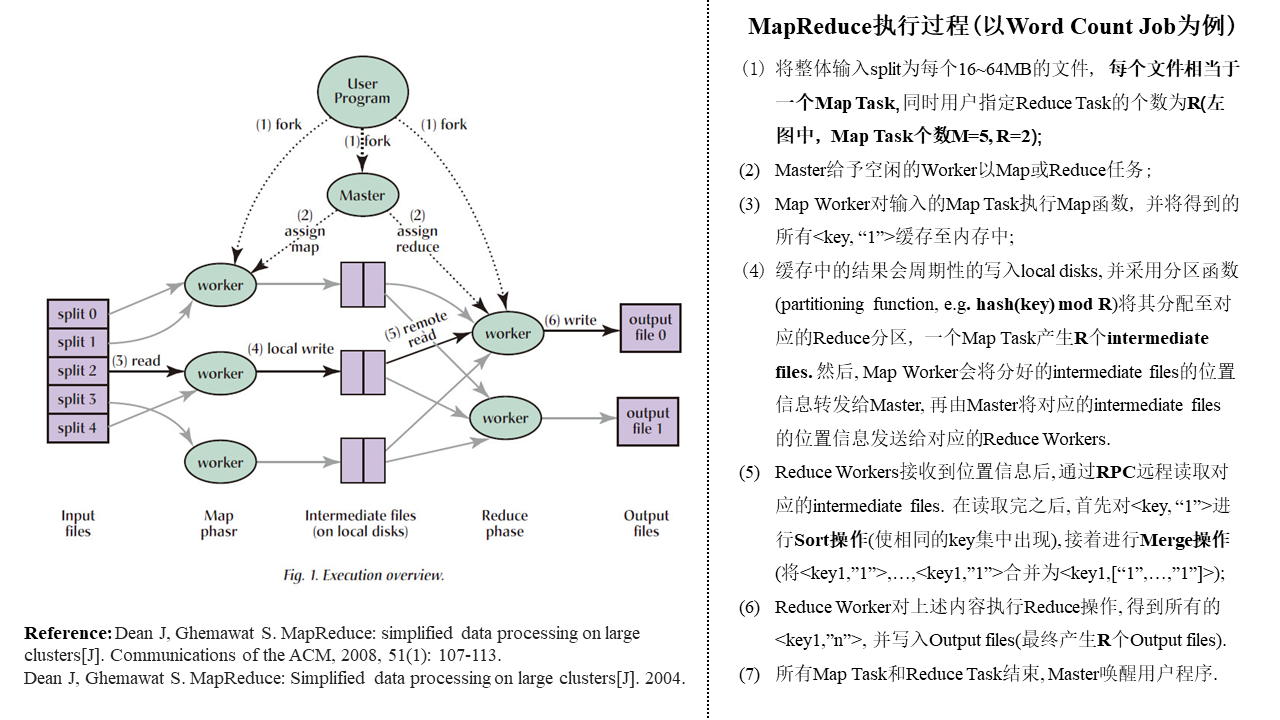 User
Program
(1) fork
(1) fork
(1) fork
Master
(2)
assign
map
(2)
assign
reduce
worker
split 0
split 1
split 2
split 3
split 4
(3) read
worker
(4) local write
worker
(5) remote
read
worker
(6) write
output
file 0
worker
output
file 1
Input
files
Map
phasr
Intermediate files
(on local disks)
Reduce
phase
Output
files
Fig. 1. Execution overview.
Reference: Dean J, Ghemawat S. MapReduce: simplified data processing on large
clusters[J]. Communications of the ACM, 2008, 51(1): 107-113.
Dean J, Ghemawat S. MapReduce: Simplified data processing on large clusters[J]. 2004.
MapReduce执行过程(以Word Count Job为例)
(1) 将整体输入split为每个16~64MB的文件, 每个文件相当于
一个Map Task, 同时用户指定Reduce Task的个数为R(左
图中, Map Task个数M=5, R=2);
(2) Master给予空闲的Worker以Map或Reduce任务;
(3) Map Worker对输入的Map Task执行Map函数, 并将得到的
所有<key, “1”>缓存至内存中;
(4) 缓存中的结果会周期性的写入local disks, 并采用分区函数
(partitioning function, e.g. hash(key) mod R)将其分配至对
应的Reduce分区, 一个Map Task产生R个intermediate
files. 然后, Map Worker会将分好的intermediate files的位置
信息转发给Master, 再由Master将对应的intermediate files
的位置信息发送给对应的Reduce Workers.
(5) Reduce Workers接收到位置信息后, 通过RPC远程读取对
应的intermediate files. 在读取完之后, 首先对<key, “1”>进
行Sort操作(使相同的key集中出现), 接着进行Merge操作
(将<key1,”1”>,…,<key1,”1”>合并为<key1,[“1”,…,”1”]>);
(6) Reduce Worker对上述内容执行Reduce操作, 得到所有的
<key1,”n”>, 并写入Output files(最终产生R个Output files).
(7) 所有Map Task和Reduce Task结束, Master唤醒用户程序.